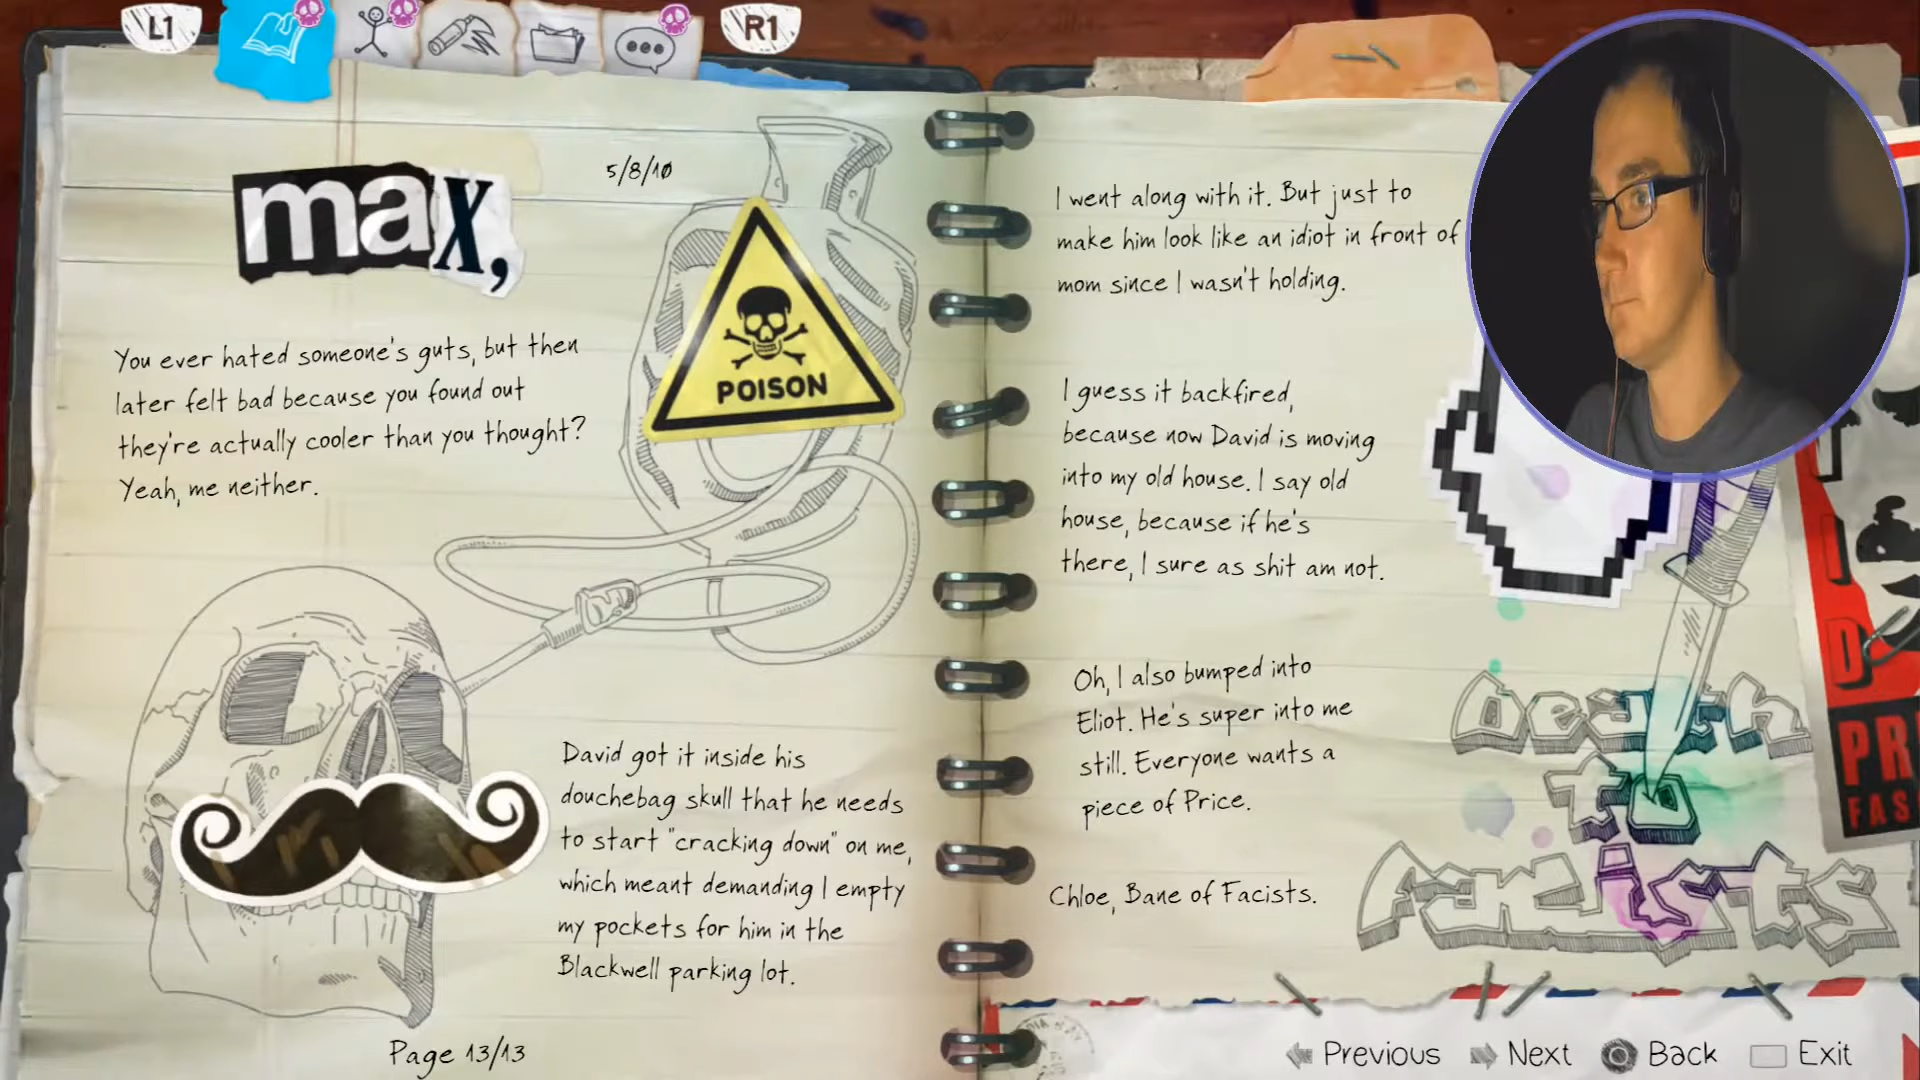 L1
R1
max,
5/8/10
POISON
You ever hated someone's guts, but then
later felt bad because you found out
they're actually cooler than you thought?
Yeah, me neither.
David got it inside his
douchebag skull that he needs
to start "cracking down" on me,
which meant demanding I empty
my pockets for him in the
Blackwell parking lot.
Page 13/13
I went along with it. But just to
make him look like an idiot in front of
mom since I wasn't holding.
I guess it backfired,
because now David is moving
into my old house. I say old
house, because if he's
there, I sure as shit am not.
Oh, I also bumped into
Eliot. He's super into me
still. Everyone wants a
piece of Price.
Chloe, Bane of Facists.
Death
to
Facists
Previous
Next
Back
Exit